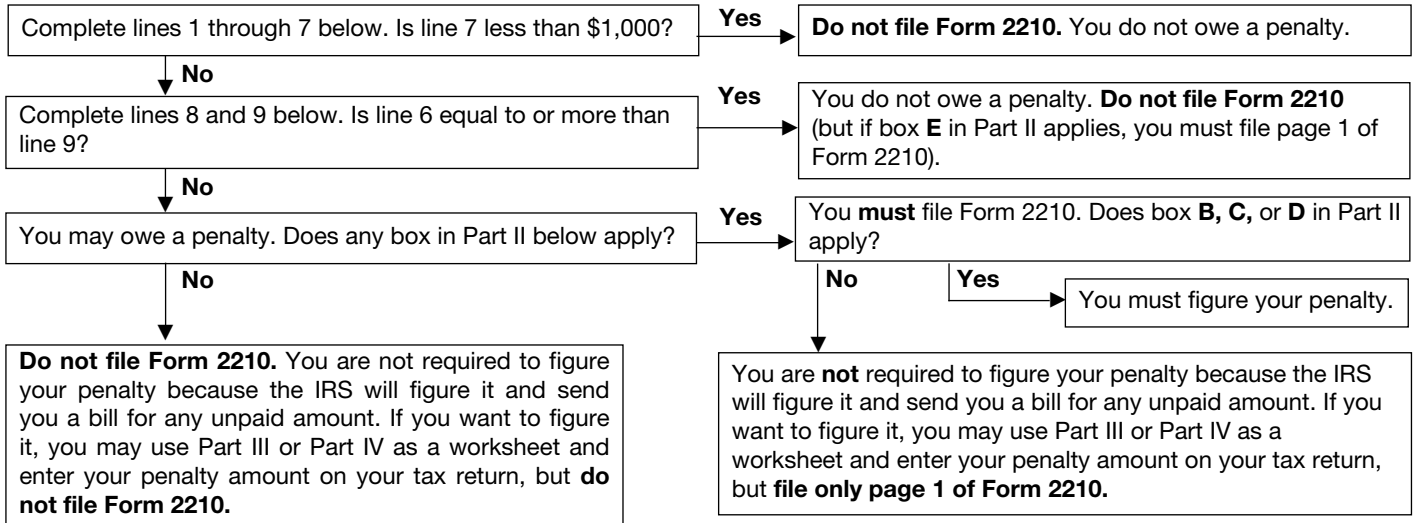 Complete lines 1 through 7 below. Is line 7 less than $1,000?
Yes
Do not file Form 2210. You do not owe a penalty.
No
Complete lines 8 and 9 below. Is line 6 equal to or more than
line 9?
Yes
You do not owe a penalty. Do not file Form 2210
(but if box E in Part II applies, you must file page 1 of
Form 2210).
No
You may owe a penalty. Does any box in Part II below apply?
Yes
You must file Form 2210. Does box B, C, or D in Part II
apply?
No
Yes
You must figure your penalty.
No
Do not file Form 2210. You are not required to figure
your penalty because the IRS will figure it and send
you a bill for any unpaid amount. If you want to figure
it, you may use Part III or Part IV as a worksheet and
enter your penalty amount on your tax return, but do
not file Form 2210.
You are not required to figure your penalty because the IRS
will figure it and send you a bill for any unpaid amount. If you
want to figure it, you may use Part III or Part IV as a
worksheet and enter your penalty amount on your tax return,
but file only page 1 of Form 2210.